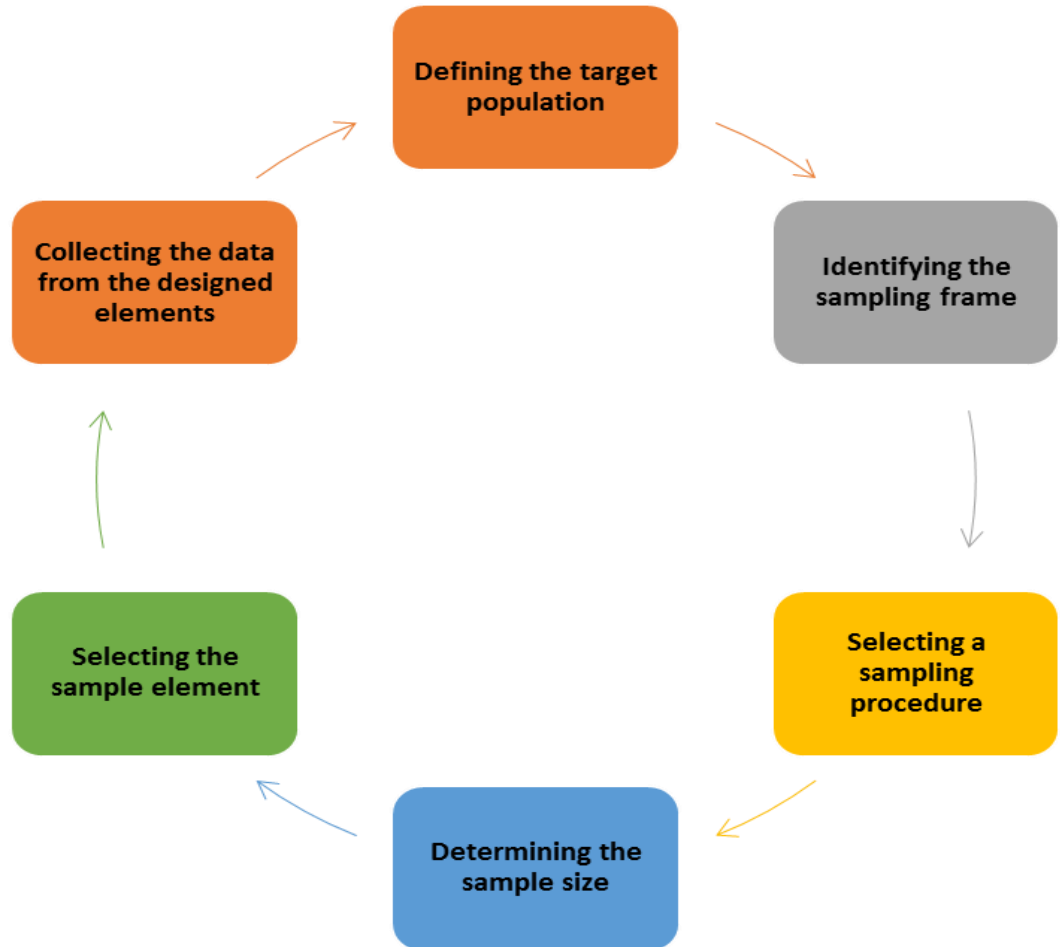 Defining the target
population
Identifying the
sampling frame
Selecting a
sampling
procedure
Determining the
sample size
Selecting the
sample element
Collecting the data
from the designed
elements